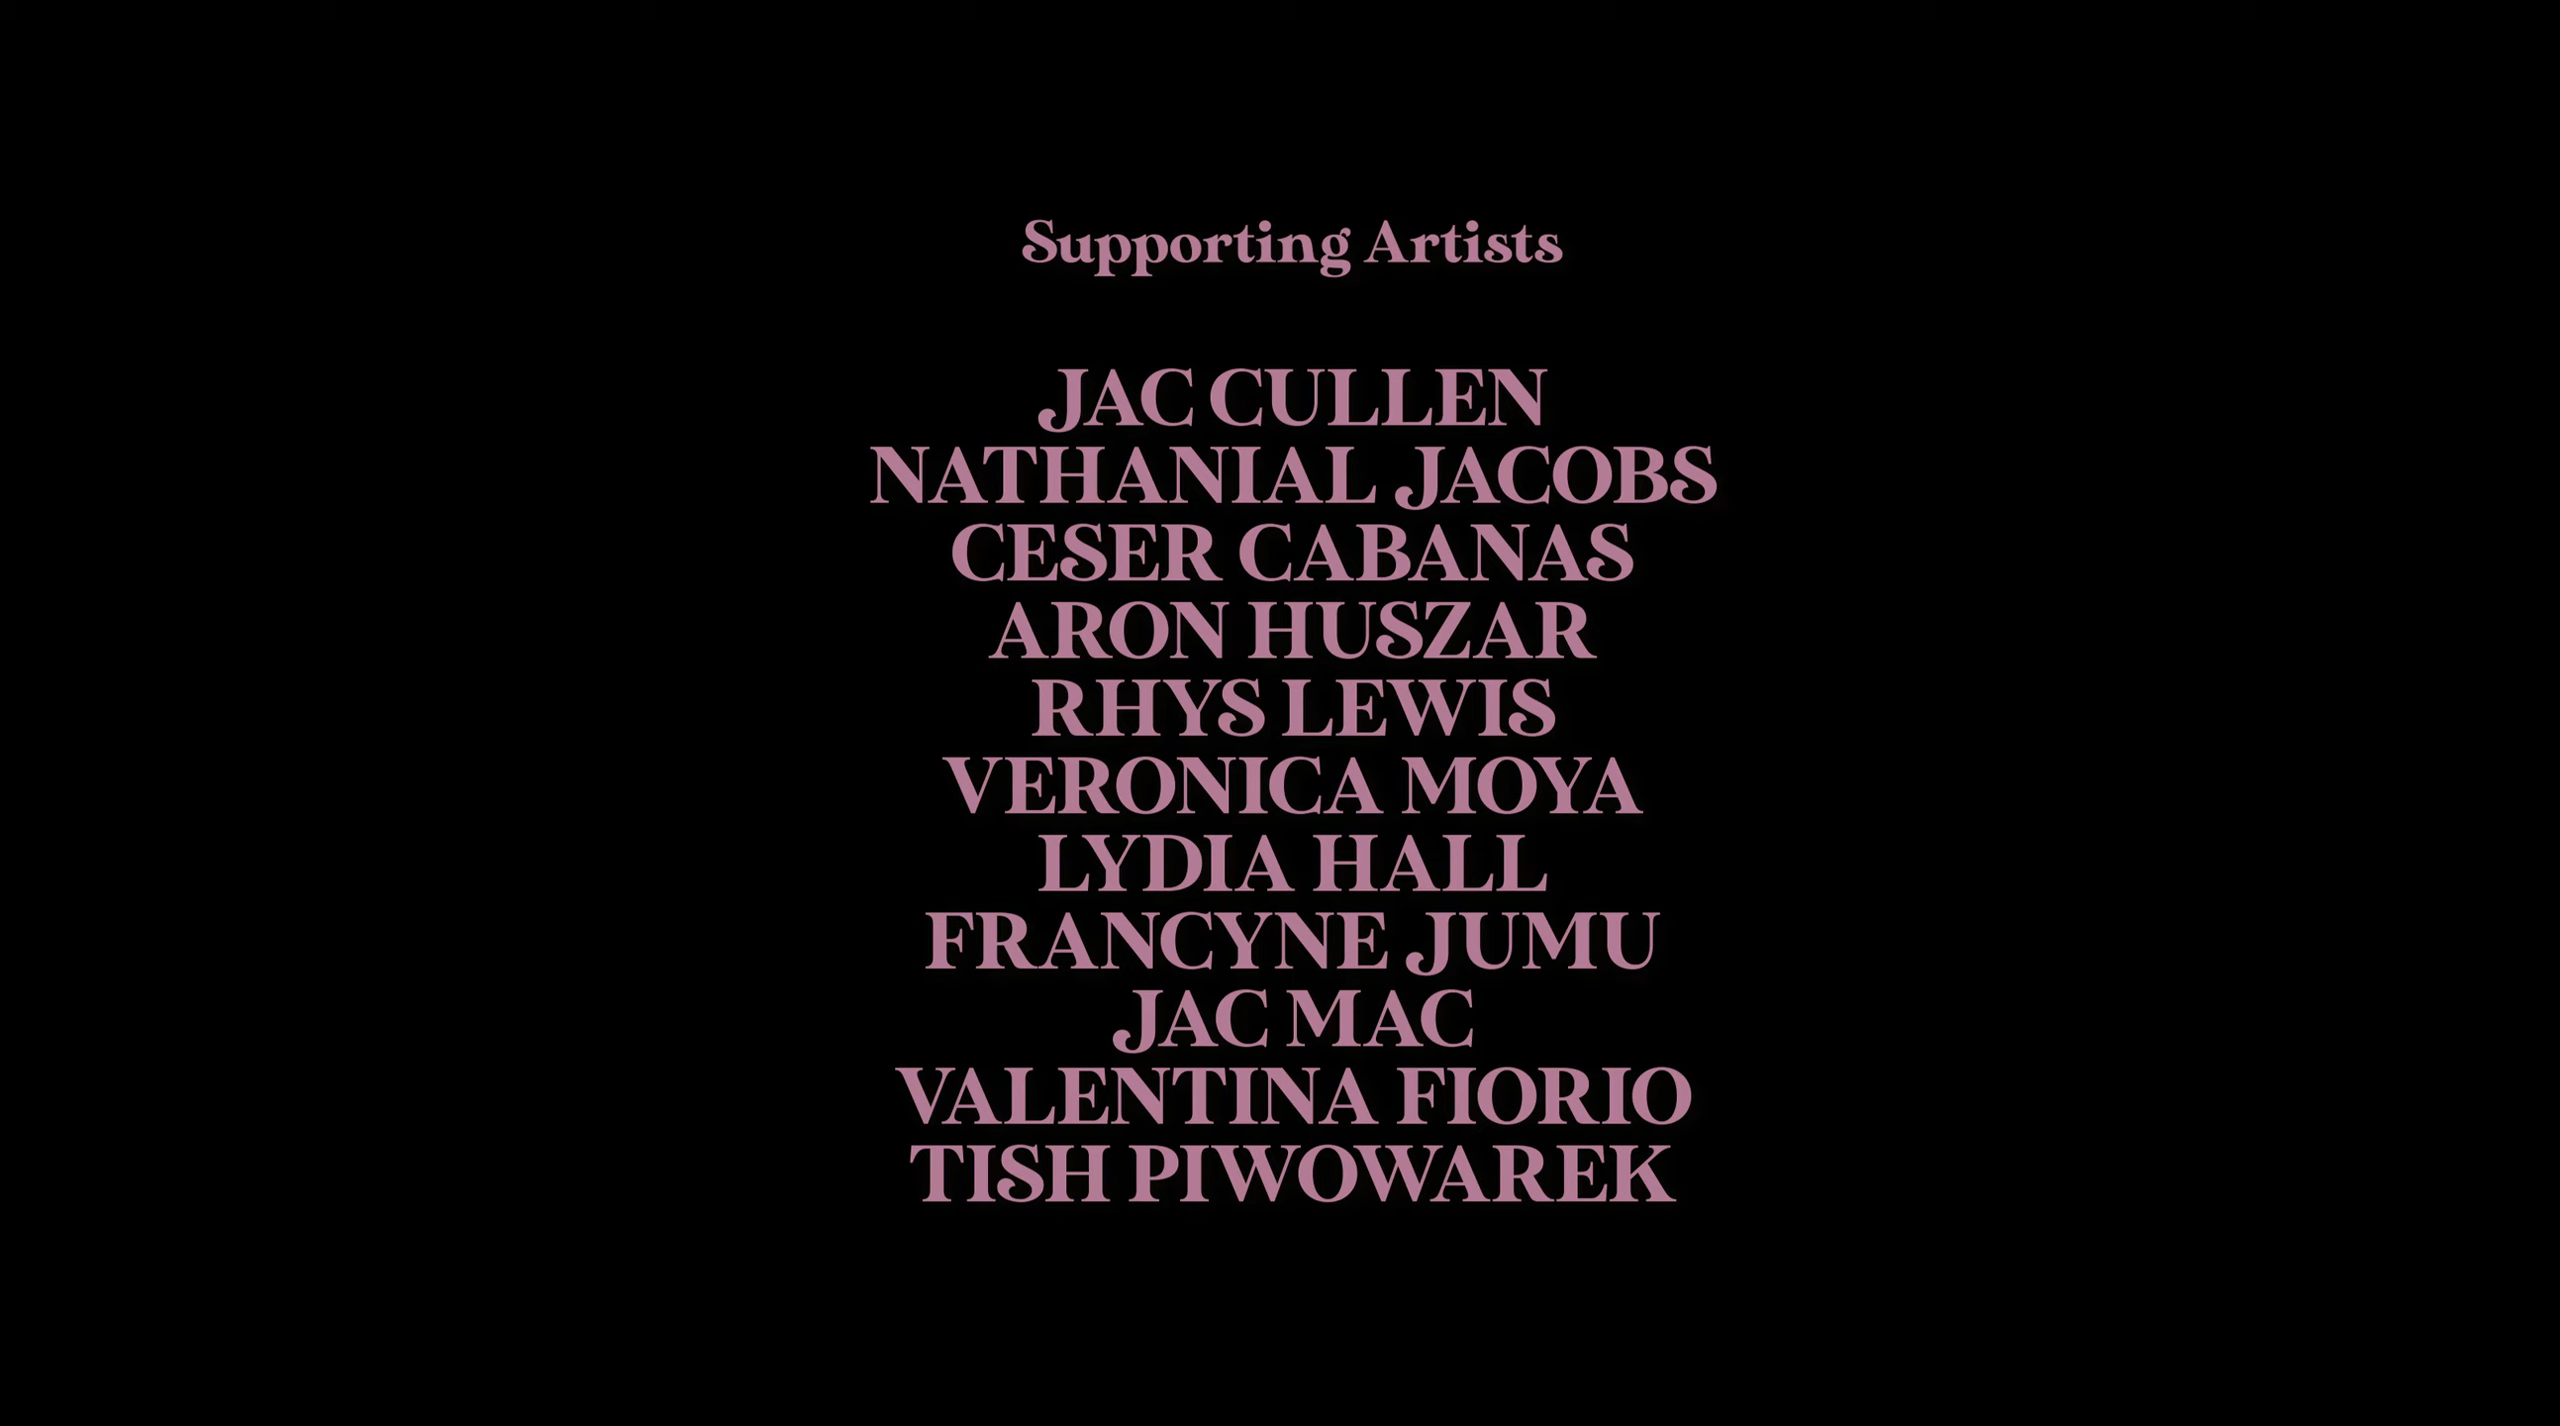 Supporting Artists
JAC CULLEN
NATHANIAL JACOBS
CESER CABANAS
ARON HUSZAR
RHYS LEWIS
VERONICA MOYA
LYDIA HALL
FRANCYNE JUMU
JAC MAC
VALENTINA FIORIO
TISH PIWOWAREK